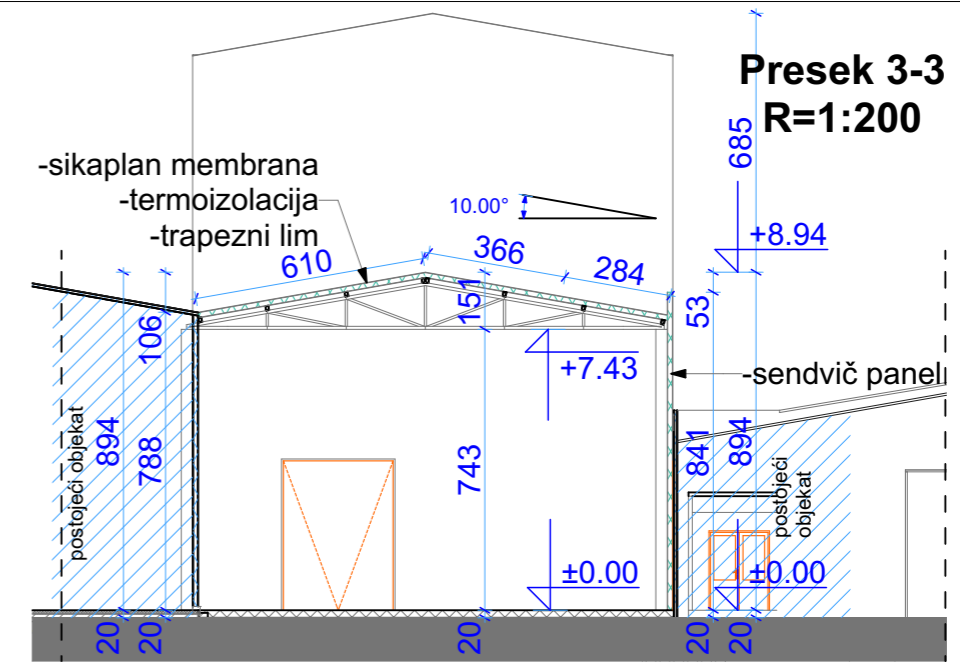 Presek 3-3
R=1:200
685
-sikaplan membrana
-termoizolacija
-trapezni lim
10.00°
+8.94
610
366
284
151
53
106
+7.43
-sendvič panel
postojeći objekat
894
788
743
841
894
postojeći
objekat
±0.00
±0.00
20
20
20
20
20